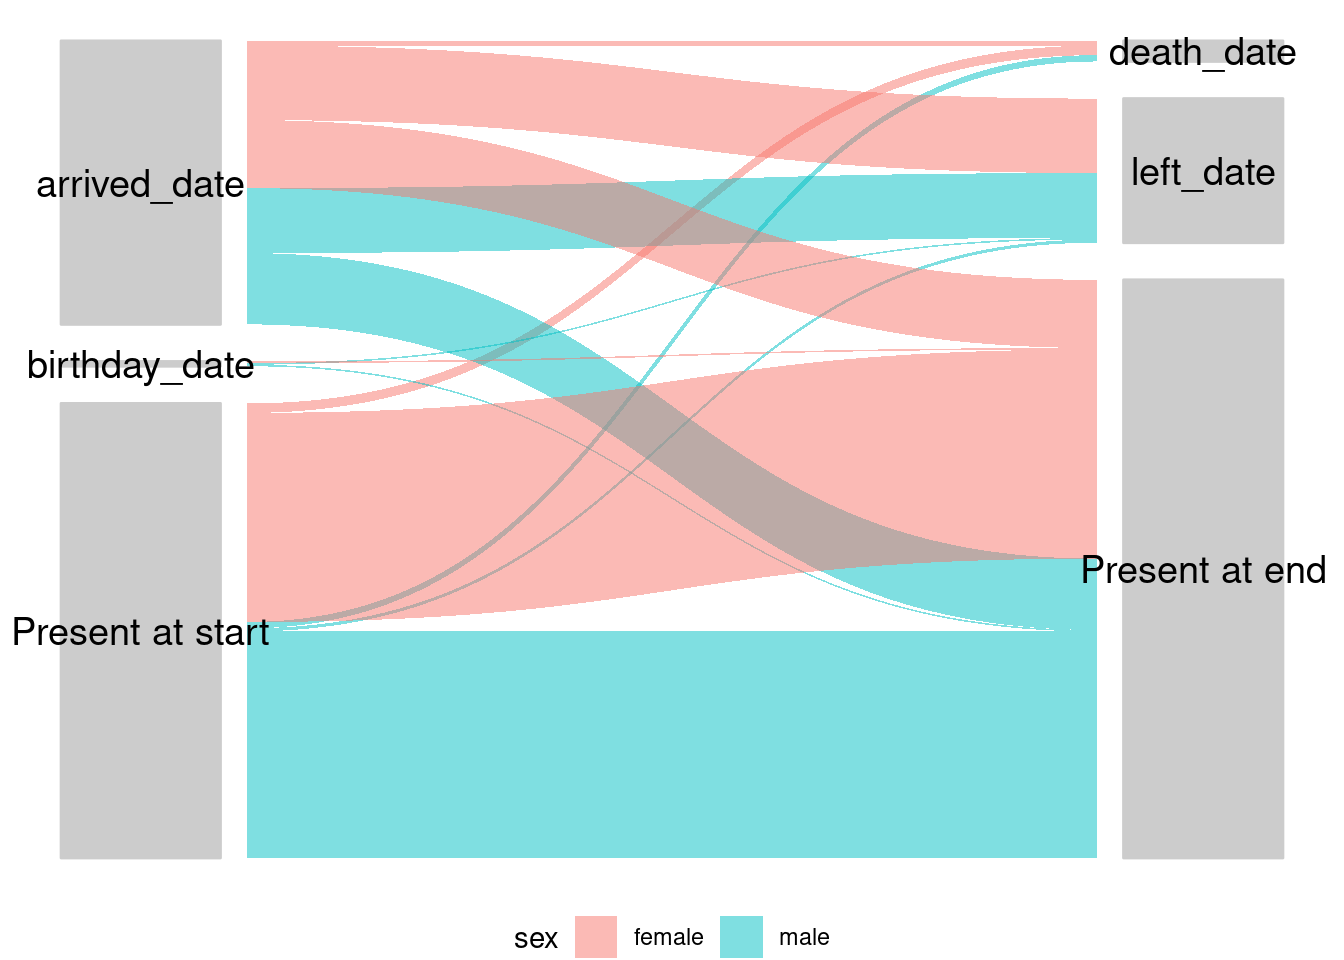 death_date
left_date
arrived_date
birthday_date
Present at end
Present at start
sex female male